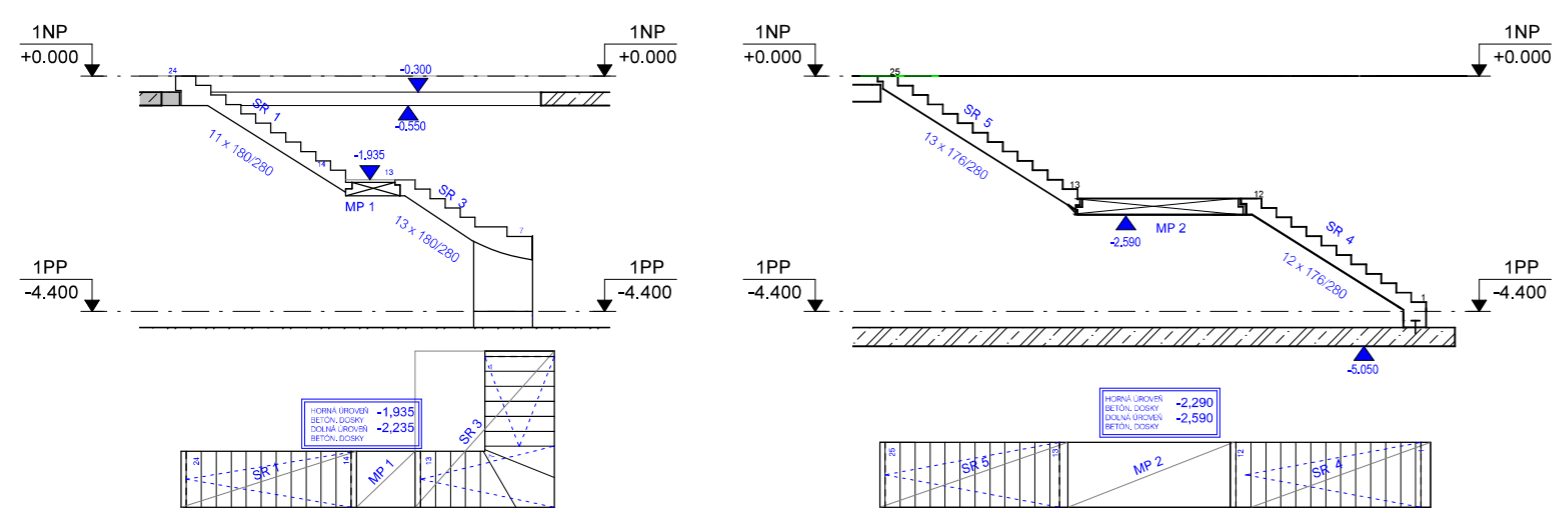 1NP
+0.000
1NP
+0.000
24
-0.300
SR 1
-0.550
11 x 180/280
14
-1.935
13
MP 1
SR 3
13 x 180/280
7
1PP
-4.400
1PP
-4.400
HORNÁ ÚROVEŇ -1,935
BETÓN. DOSKY
DOLNÁ ÚROVEŇ -2,235
BETÓN. DOSKY
24
SR 1
14
MP 1
13
SR 3
1NP
+0.000
1NP
+0.000
25
SR 5
13 x 176/280
13
12
MP 2
-2.590
SR 4
12 x 176/280
1
1PP
-4.400
1PP
-4.400
-5.050
HORNÁ ÚROVEŇ -2,290
BETÓN. DOSKY
DOLNÁ ÚROVEŇ -2,590
BETÓN. DOSKY
25
SR 5
13
MP 2
12
SR 4